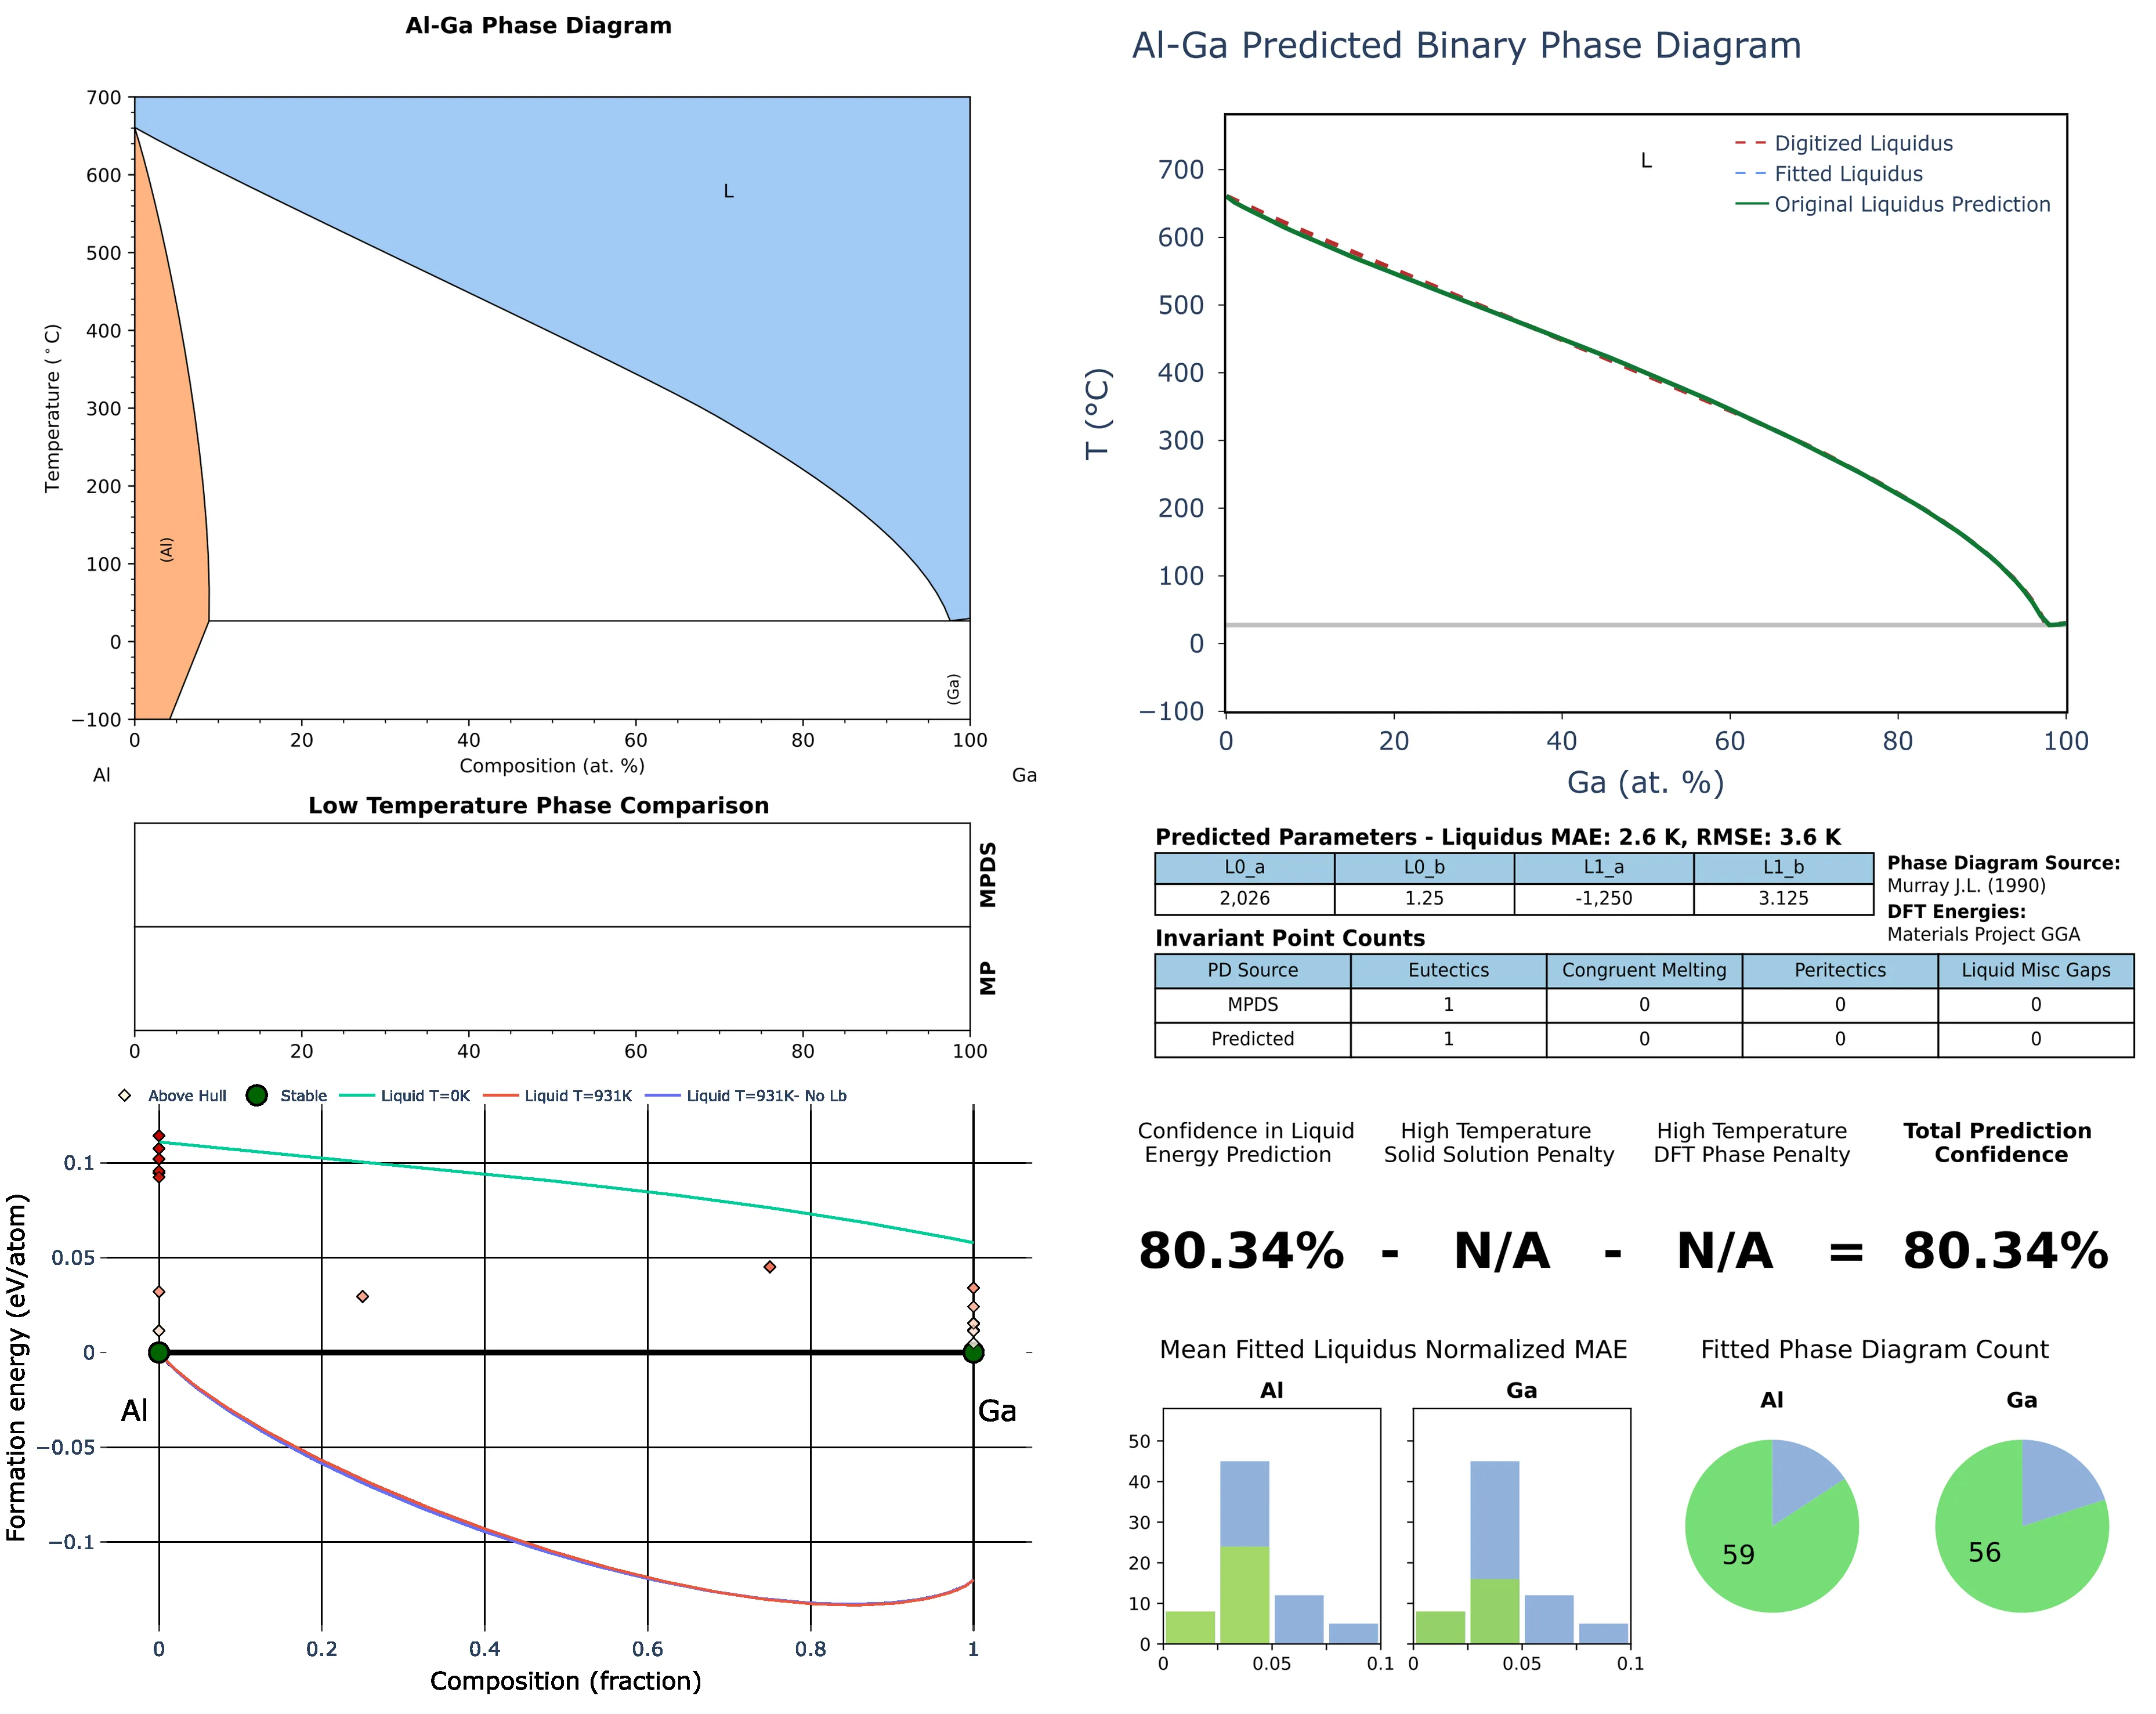 Al-Ga Phase Diagram
700
600
500
400
300
200
100
0
−100
Temperature (°C)
L
(Al)
(Ga)
0 20 40 60 80 100
Composition (at. %)
Al Ga
Low Temperature Phase Comparison
MPDS
MP
0 20 40 60 80 100
Above Hull Stable Liquid T=0K Liquid T=931K Liquid T=931K- No Lb
0.1
0.05
0
−0.05
−0.1
Formation energy (eV/atom)
Al Ga
0 0.2 0.4 0.6 0.8 1
Composition (fraction)
Al-Ga Predicted Binary Phase Diagram
L
Digitized Liquidus
Fitted Liquidus
Original Liquidus Prediction
700
600
500
400
300
200
100
0
−100
T (°C)
0 20 40 60 80 100
Ga (at. %)
Predicted Parameters - Liquidus MAE: 2.6 K, RMSE: 3.6 K
L0_a L0_b L1_a L1_b
2,026 1.25 -1,250 3.125
Phase Diagram Source:
Murray J.L. (1990)
DFT Energies:
Materials Project GGA
Invariant Point Counts
PD Source Eutectics Congruent Melting Peritectics Liquid Misc Gaps
MPDS 1 0 0 0
Predicted 1 0 0 0
Confidence in Liquid
Energy Prediction
High Temperature
Solid Solution Penalty
High Temperature
DFT Phase Penalty
Total Prediction
Confidence
80.34% - N/A - N/A = 80.34%
Mean Fitted Liquidus Normalized MAE
Al Ga
50
40
30
20
10
0
0 0.05 0.1 0 0.05 0.1
Fitted Phase Diagram Count
Al Ga
59 56